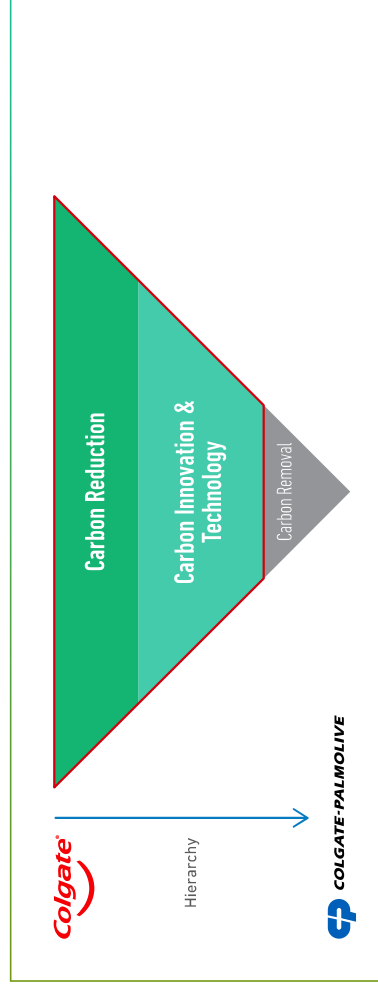 Colgate®
Hierarchy
Carbon Reduction
Carbon Innovation &
Technology
Carbon Removal
COLGATE-PALMOLIVE